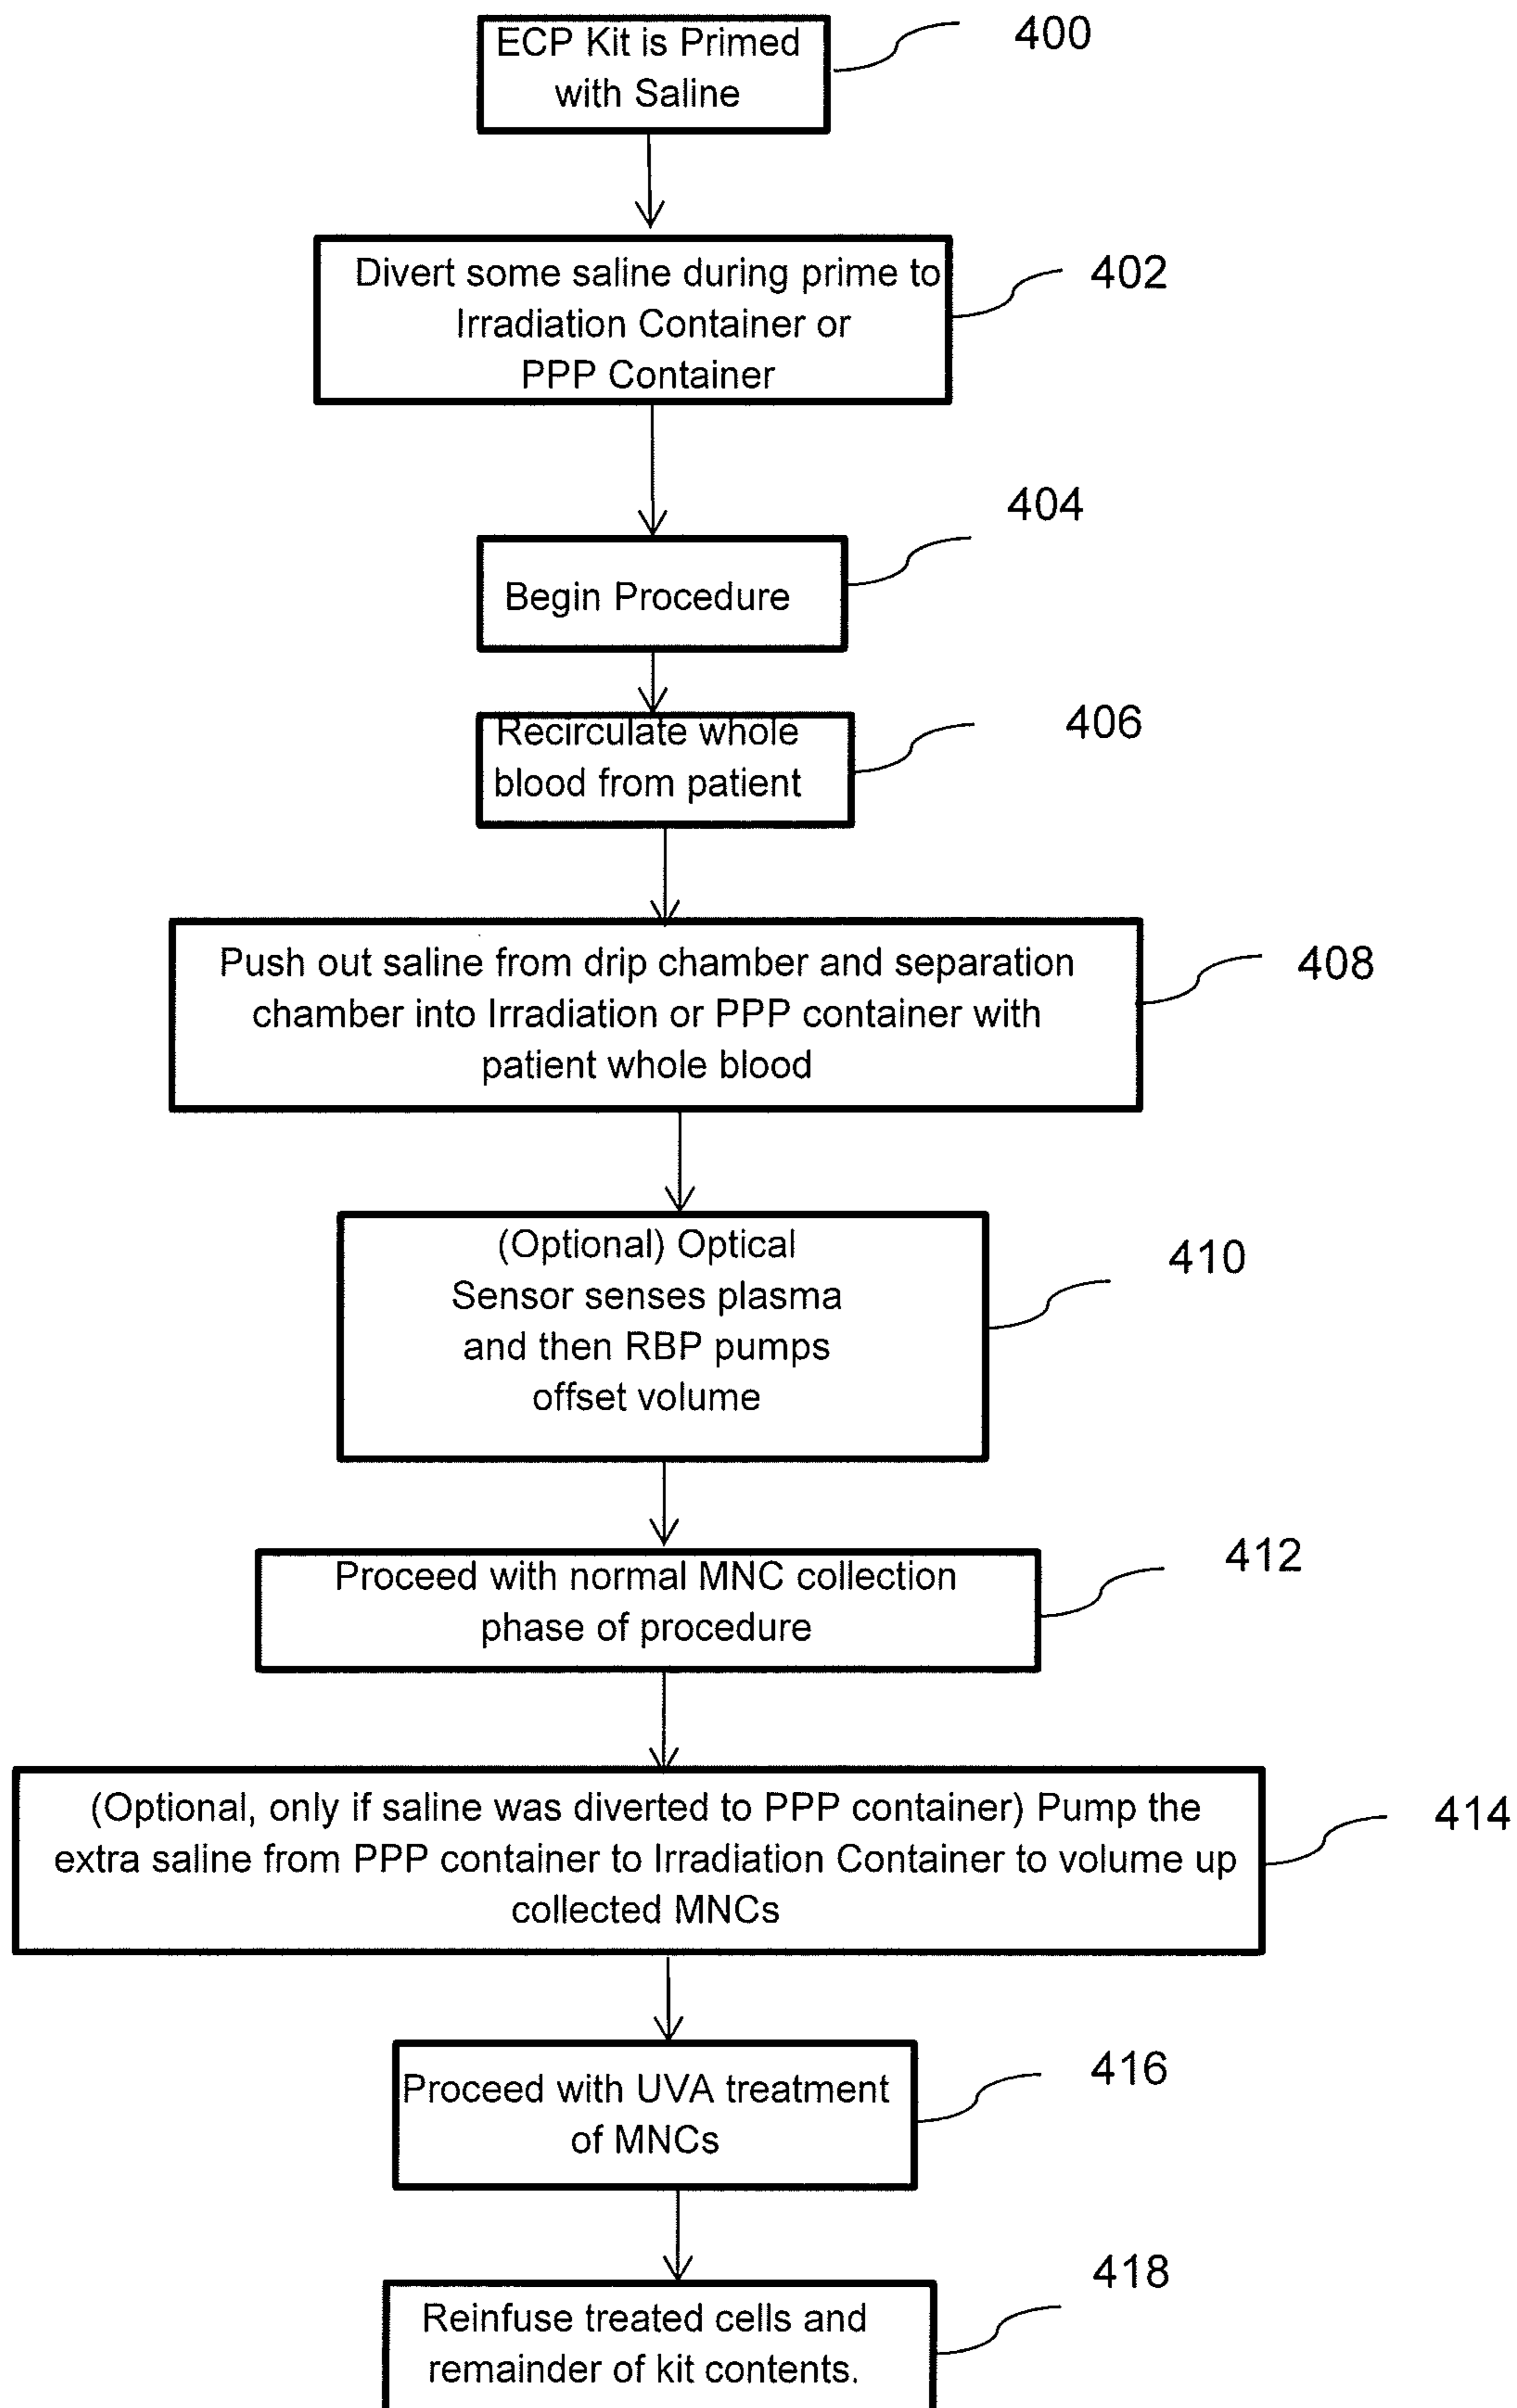 ECP Kit is Primed
with Saline
400
Divert some saline during prime to
Irradiation Container or
PPP Container
402
Begin Procedure
404
Recirculate whole
blood from patient
406
Push out saline from drip chamber and separation
chamber into Irradiation or PPP container with
patient whole blood
408
(Optional) Optical
Sensor senses plasma
and then RBP pumps
offset volume
410
Proceed with normal MNC collection
phase of procedure
412
(Optional, only if saline was diverted to PPP container) Pump the
extra saline from PPP container to Irradiation Container to volume up
collected MNCs
414
Proceed with UVA treatment
of MNCs
416
Reinfuse treated cells and
remainder of kit contents.
418